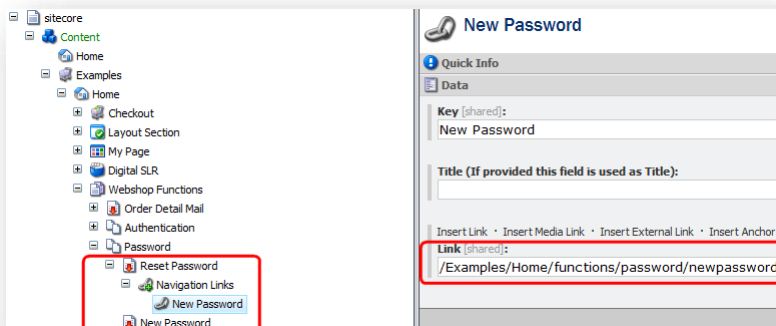 sitecore
Content
Home
Examples
Home
Checkout
Layout Section
My Page
Digital SLR
Webshop Functions
Order Detail Mail
Authentication
Password
Reset Password
Navigation Links
New Password
New Password
New Password
Quick Info
Data
Key [shared]:
New Password
Title (If provided this field is used as Title):
Insert Link · Insert Media Link · Insert External Link · Insert Anchor
Link [shared]:
/Examples/Home/functions/password/newpassword